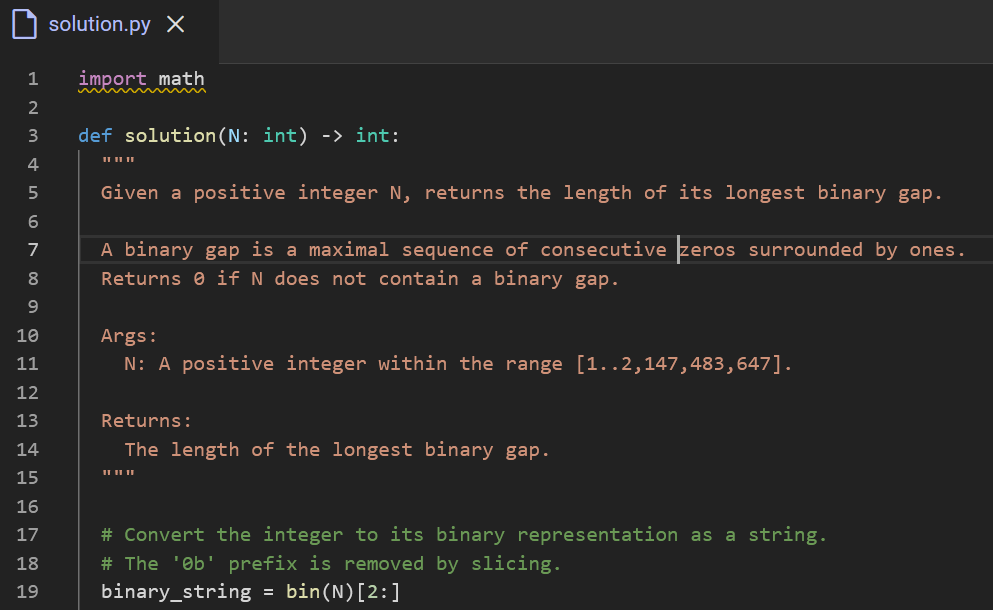 solution.py
1 import math
2
3 def solution(N: int) -> int:
4 """
5 Given a positive integer N, returns the length of its longest binary gap.
6
7 A binary gap is a maximal sequence of consecutive zeros surrounded by ones.
8 Returns 0 if N does not contain a binary gap.
9
10 Args:
11 N: A positive integer within the range [1..2,147,483,647].
12
13 Returns:
14 The length of the longest binary gap.
15 """
16
17 # Convert the integer to its binary representation as a string.
18 # The '0b' prefix is removed by slicing.
19 binary_string = bin(N)[2:]